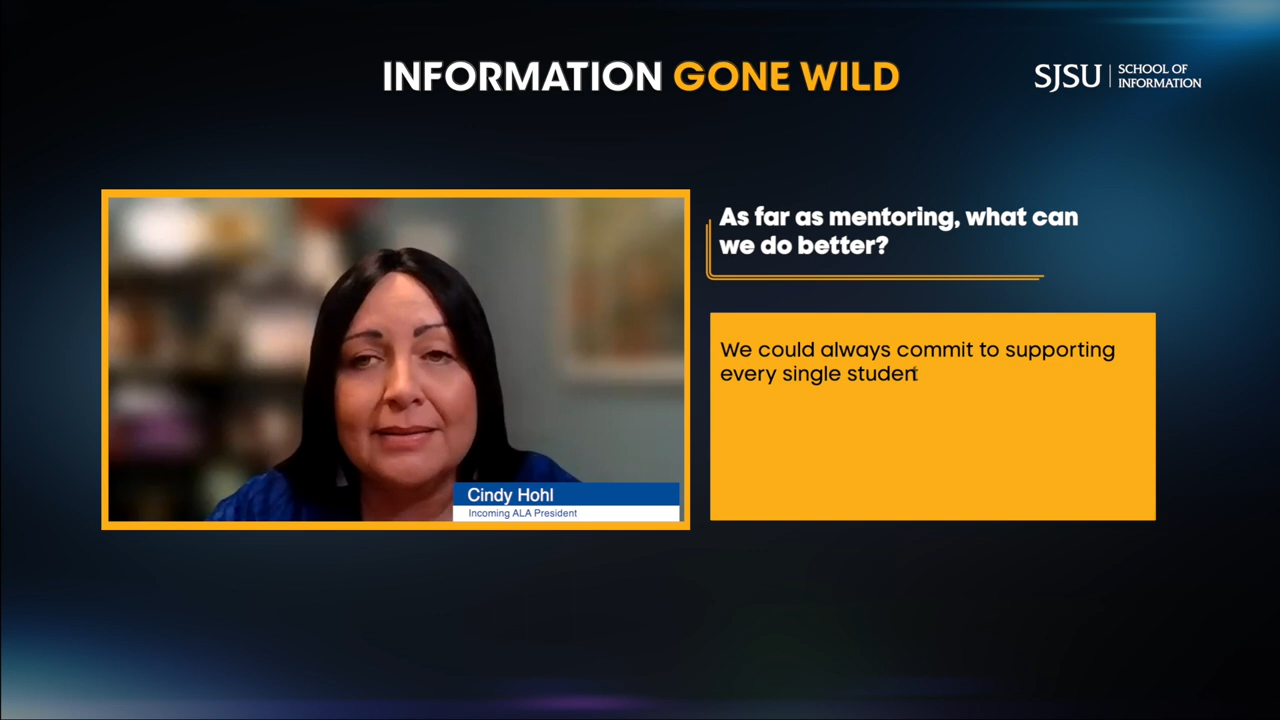 INFORMATION GONE WILD
SJSU
SCHOOL OF
INFORMATION
As far as mentoring, what can
we do better?
We could always commit to supporting
every single student
Cindy Hohl
Incoming ALA President